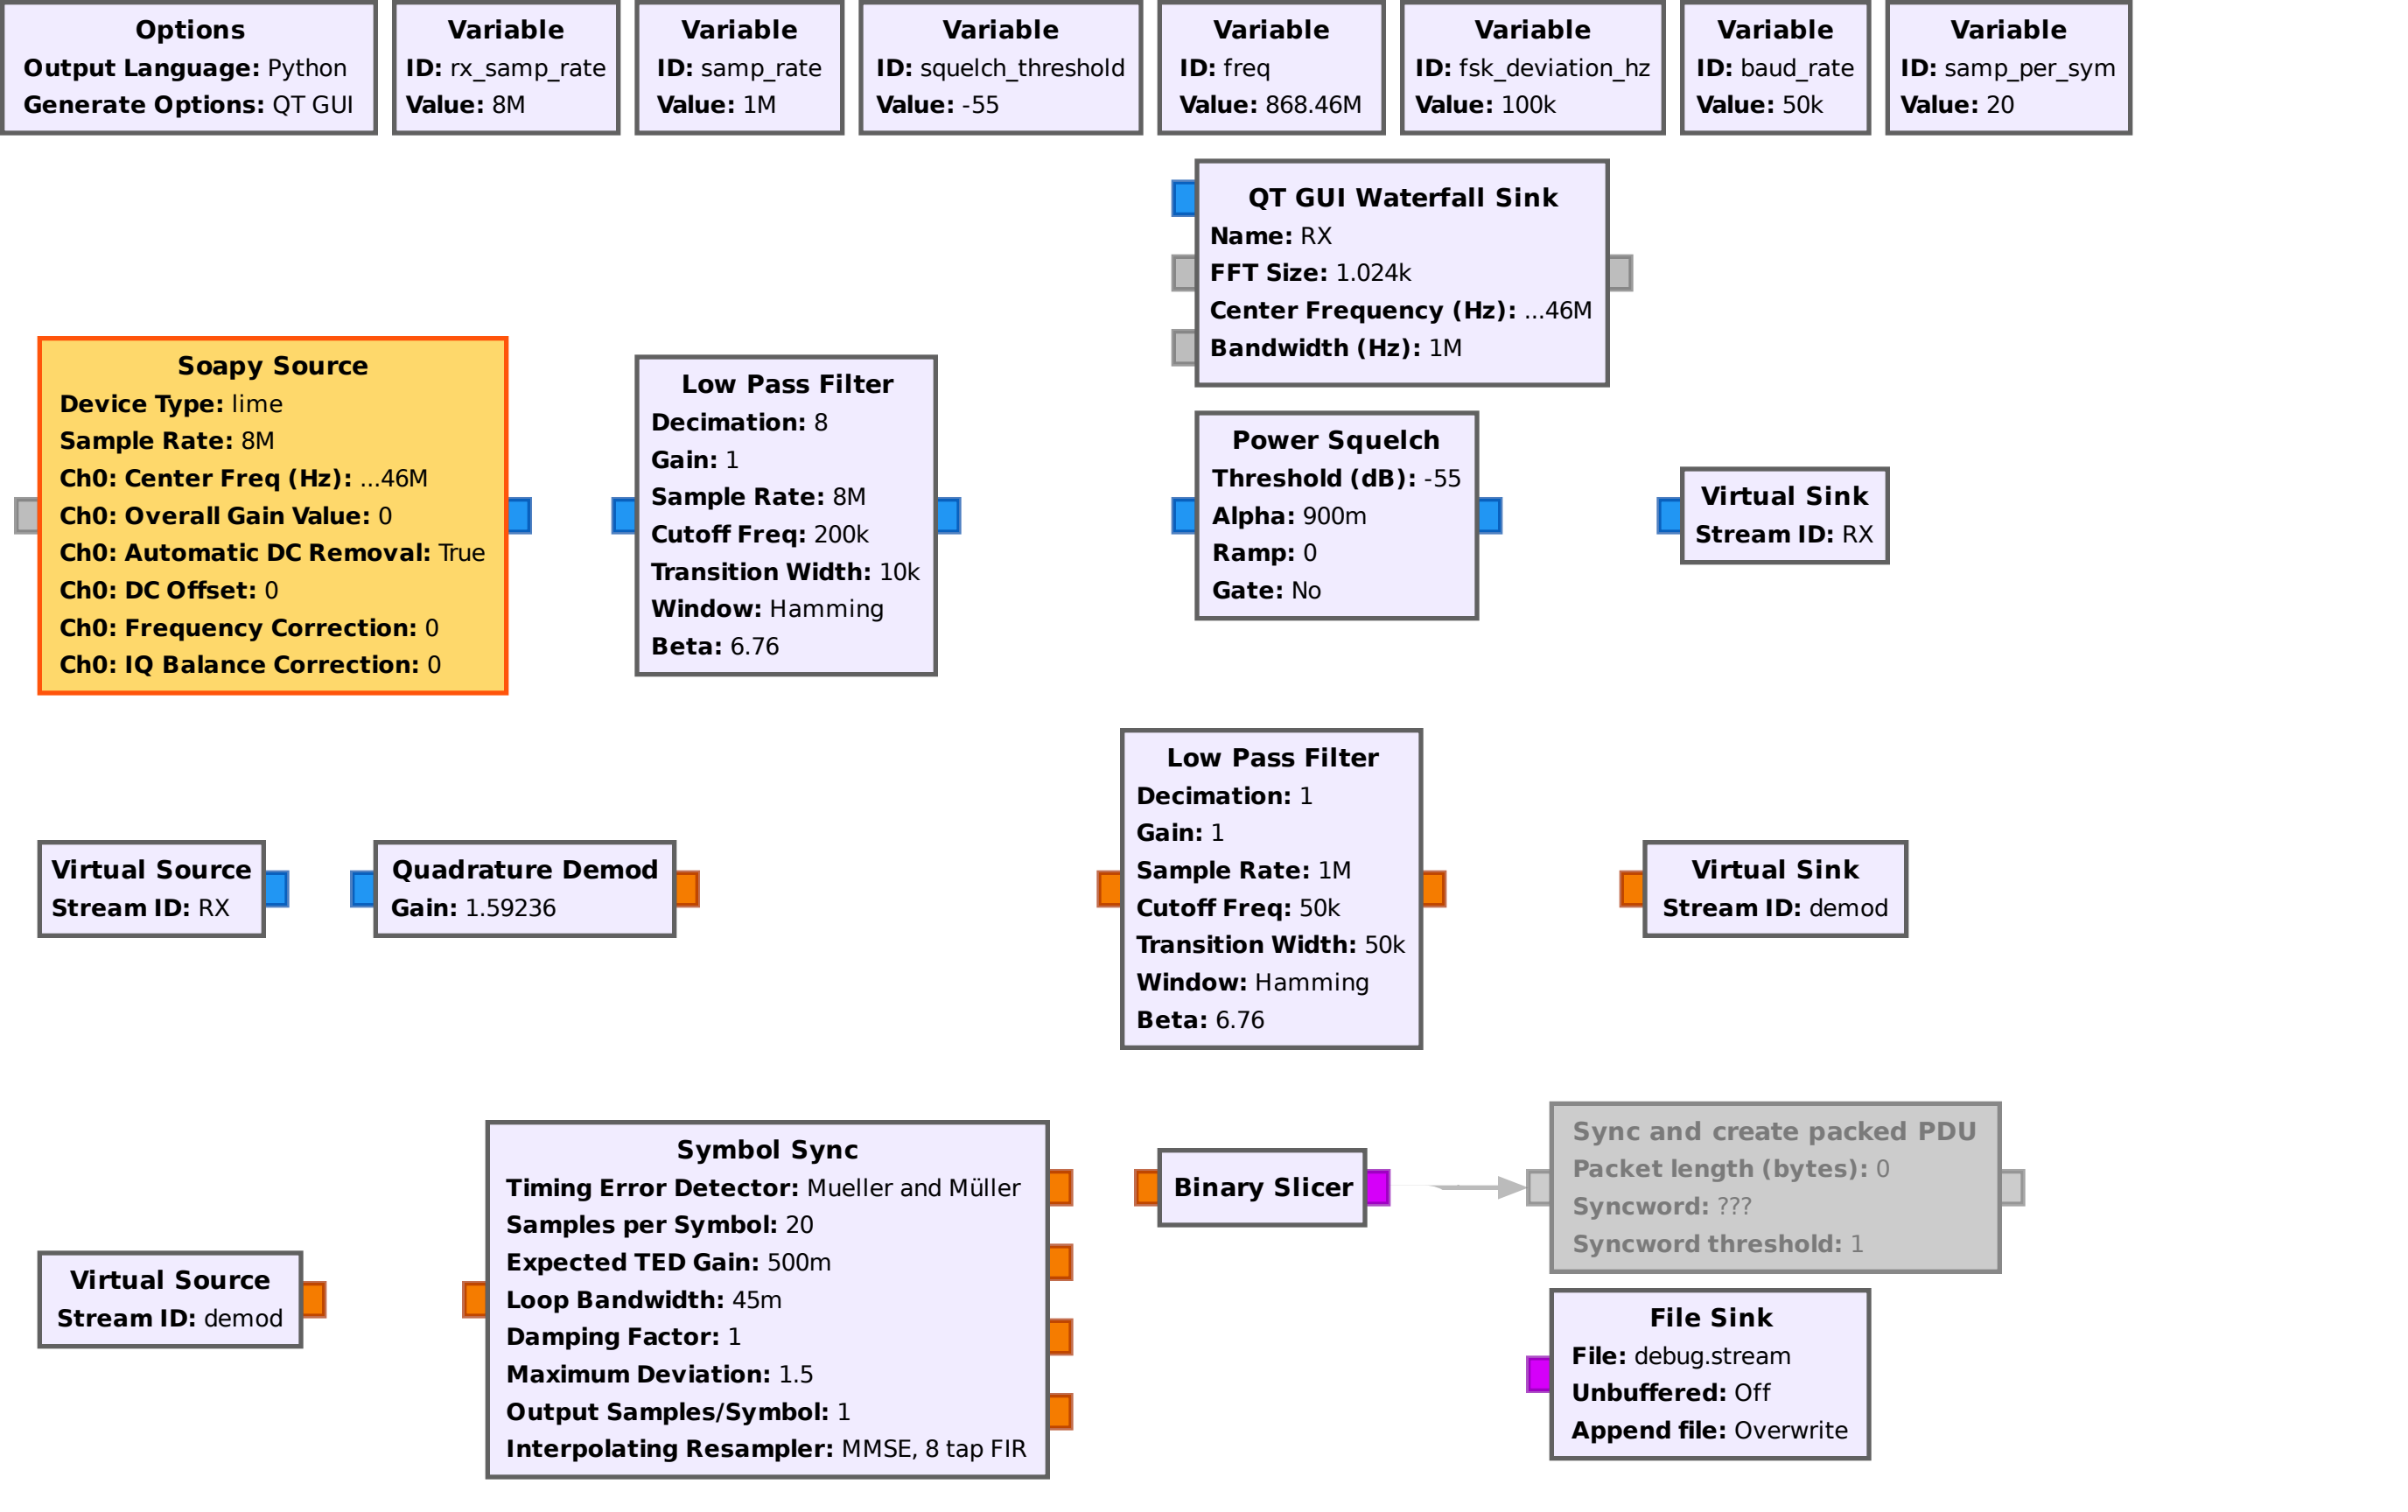 Options
Output Language: Python
Generate Options: QT GUI
Variable
ID: rx_samp_rate
Value: 8M
Variable
ID: samp_rate
Value: 1M
Variable
ID: squelch_threshold
Value: -55
Variable
ID: freq
Value: 868.46M
Variable
ID: fsk_deviation_hz
Value: 100k
Variable
ID: baud_rate
Value: 50k
Variable
ID: samp_per_sym
Value: 20
QT GUI Waterfall Sink
Name: RX
FFT Size: 1.024k
Center Frequency (Hz): ...46M
Bandwidth (Hz): 1M
Soapy Source
Device Type: lime
Sample Rate: 8M
Ch0: Center Freq (Hz): ...46M
Ch0: Overall Gain Value: 0
Ch0: Automatic DC Removal: True
Ch0: DC Offset: 0
Ch0: Frequency Correction: 0
Ch0: IQ Balance Correction: 0
Low Pass Filter
Decimation: 8
Gain: 1
Sample Rate: 8M
Cutoff Freq: 200k
Transition Width: 10k
Window: Hamming
Beta: 6.76
Power Squelch
Threshold (dB): -55
Alpha: 900m
Ramp: 0
Gate: No
Virtual Sink
Stream ID: RX
Virtual Source
Stream ID: RX
Quadrature Demod
Gain: 1.59236
Low Pass Filter
Decimation: 1
Gain: 1
Sample Rate: 1M
Cutoff Freq: 50k
Transition Width: 50k
Window: Hamming
Beta: 6.76
Virtual Sink
Stream ID: demod
Virtual Source
Stream ID: demod
Symbol Sync
Timing Error Detector: Mueller and Müller
Samples per Symbol: 20
Expected TED Gain: 500m
Loop Bandwidth: 45m
Damping Factor: 1
Maximum Deviation: 1.5
Output Samples/Symbol: 1
Interpolating Resampler: MMSE, 8 tap FIR
Binary Slicer
Sync and create packed PDU
Packet length (bytes): 0
Syncword: ???
Syncword threshold: 1
File Sink
File: debug.stream
Unbuffered: Off
Append file: Overwrite